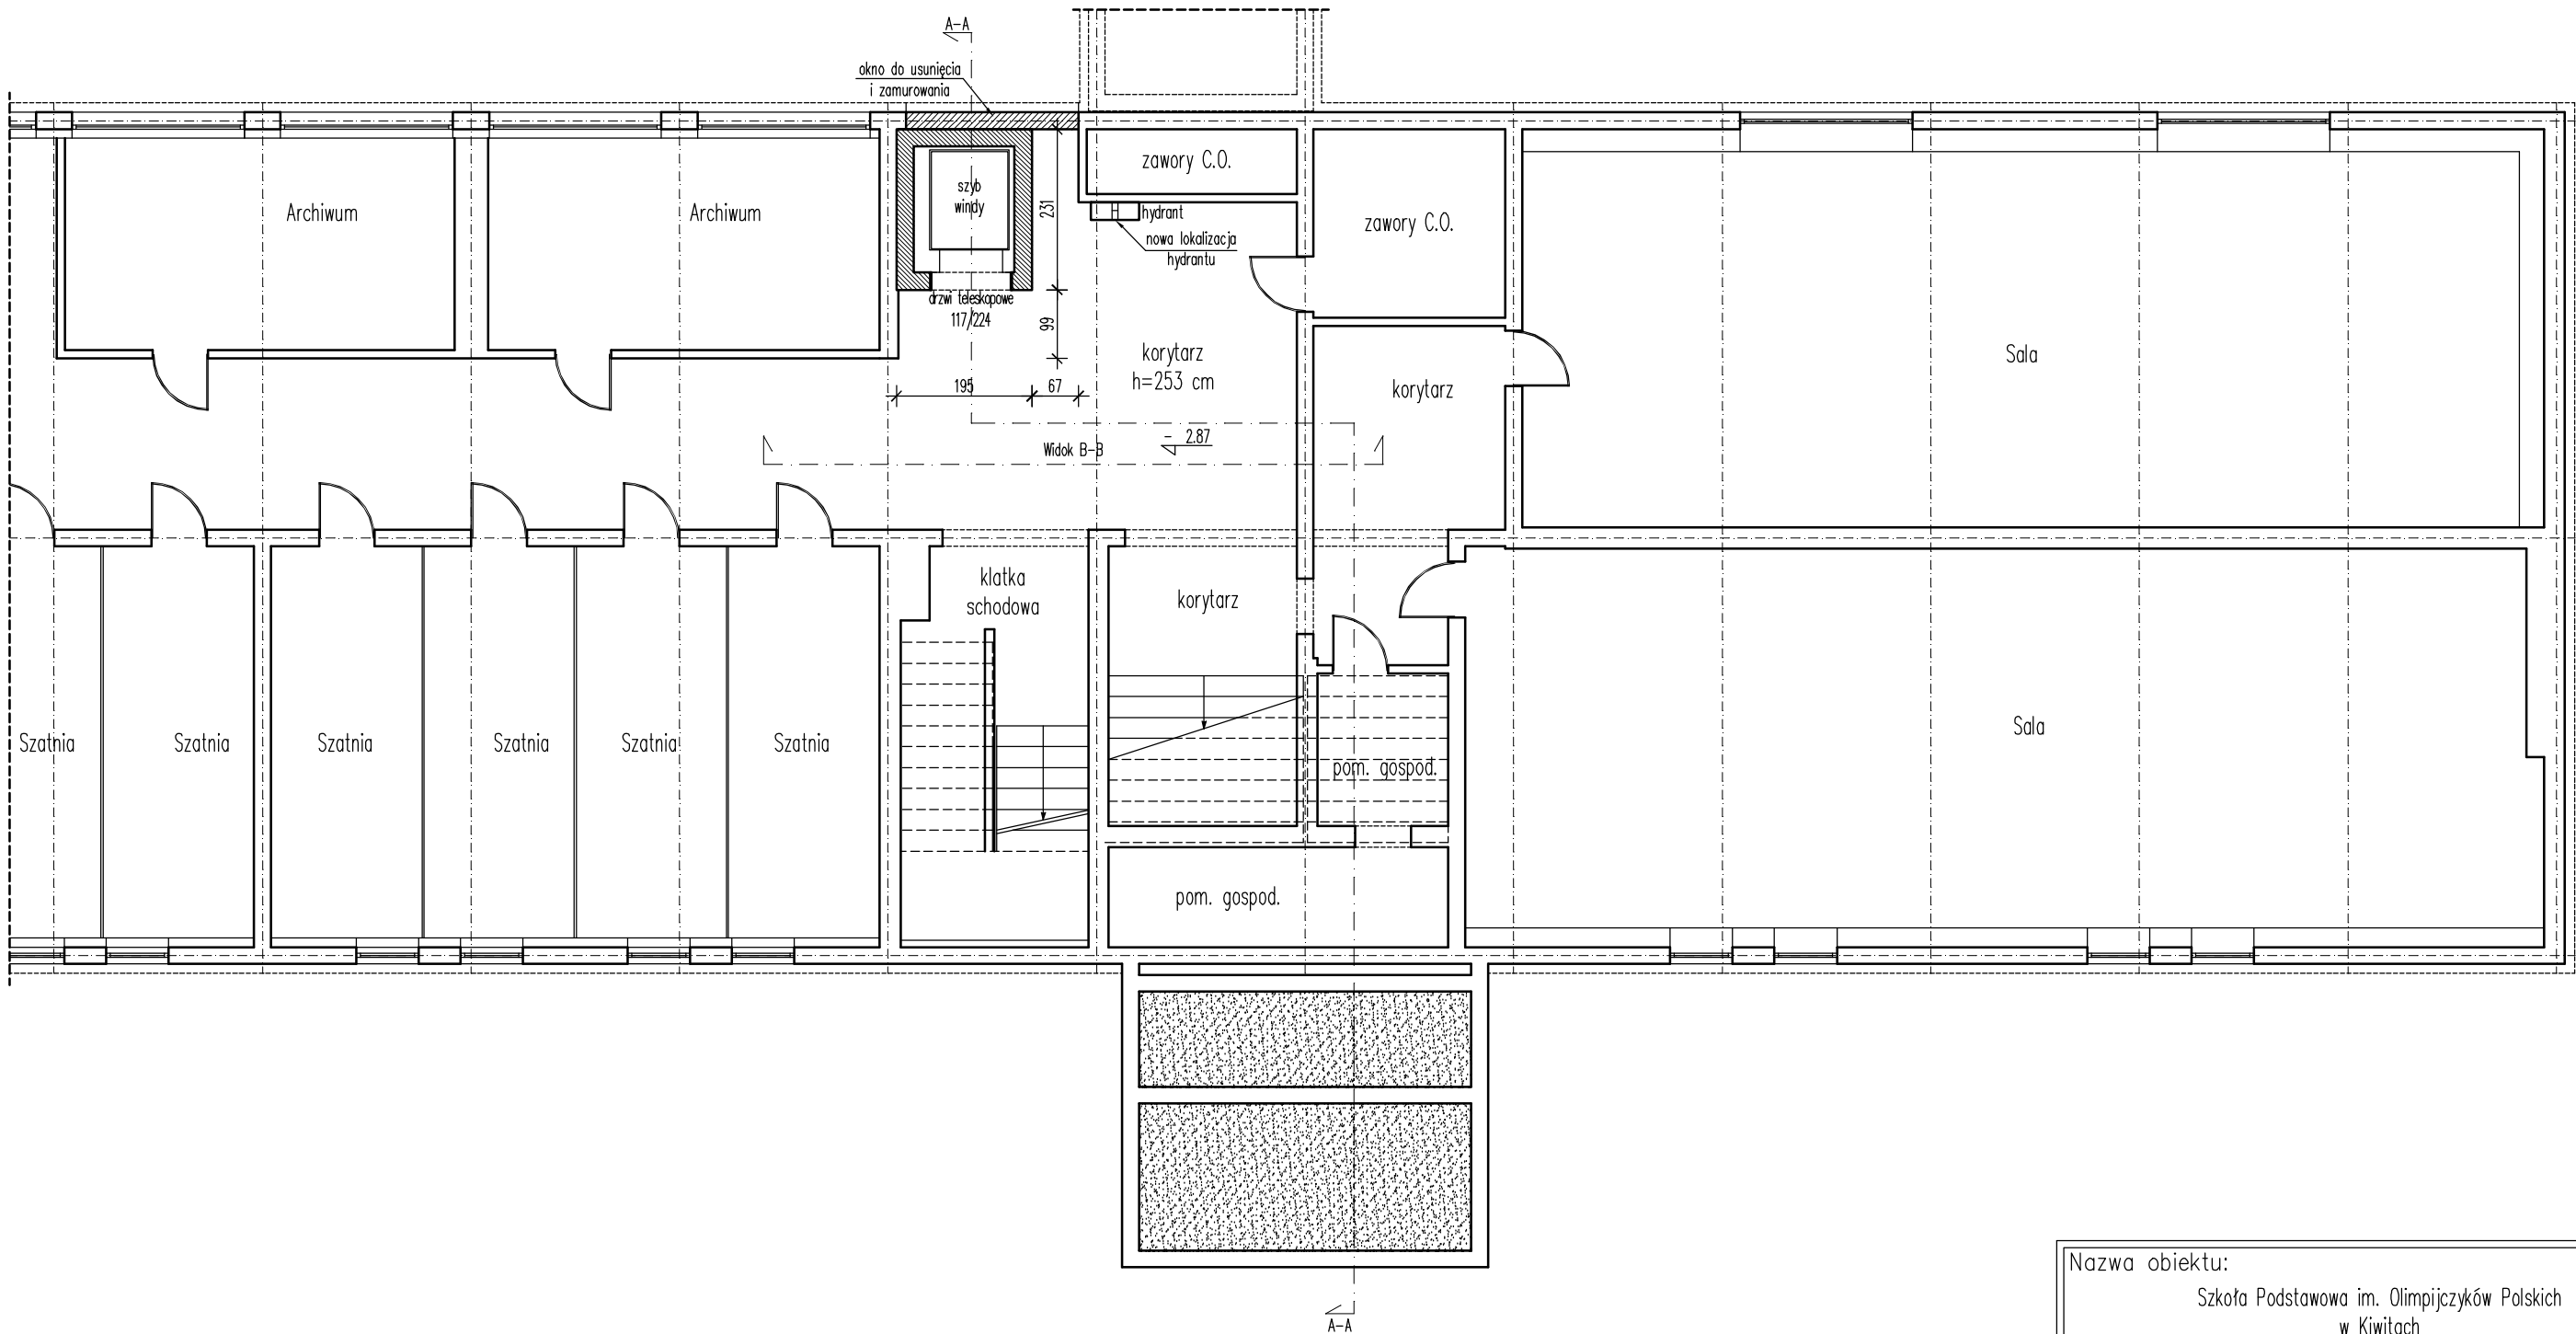 A-A
okno do usunięcia
i zamurowania
zawory C.O.
szyb
windy
231
Archiwum
Archiwum
H hydrant
zawory C.O.
nowa lokalizacja
hydrantu
drzwi teleskopowe
117/224
99
korytarz
h=253 cm
Sala
korytarz
195
67
Widok B-B
- 2.87
klatka
schodowa
korytarz
Szatnia
Szatnia
Szatnia
Szatnia
Szatnia
Szatnia
Sala
pom. gospod.
pom. gospod.
Nazwa obiektu:
Szkoła Podstawowa im. Olimpijczyków Polskich
w Kiwitach
A-A